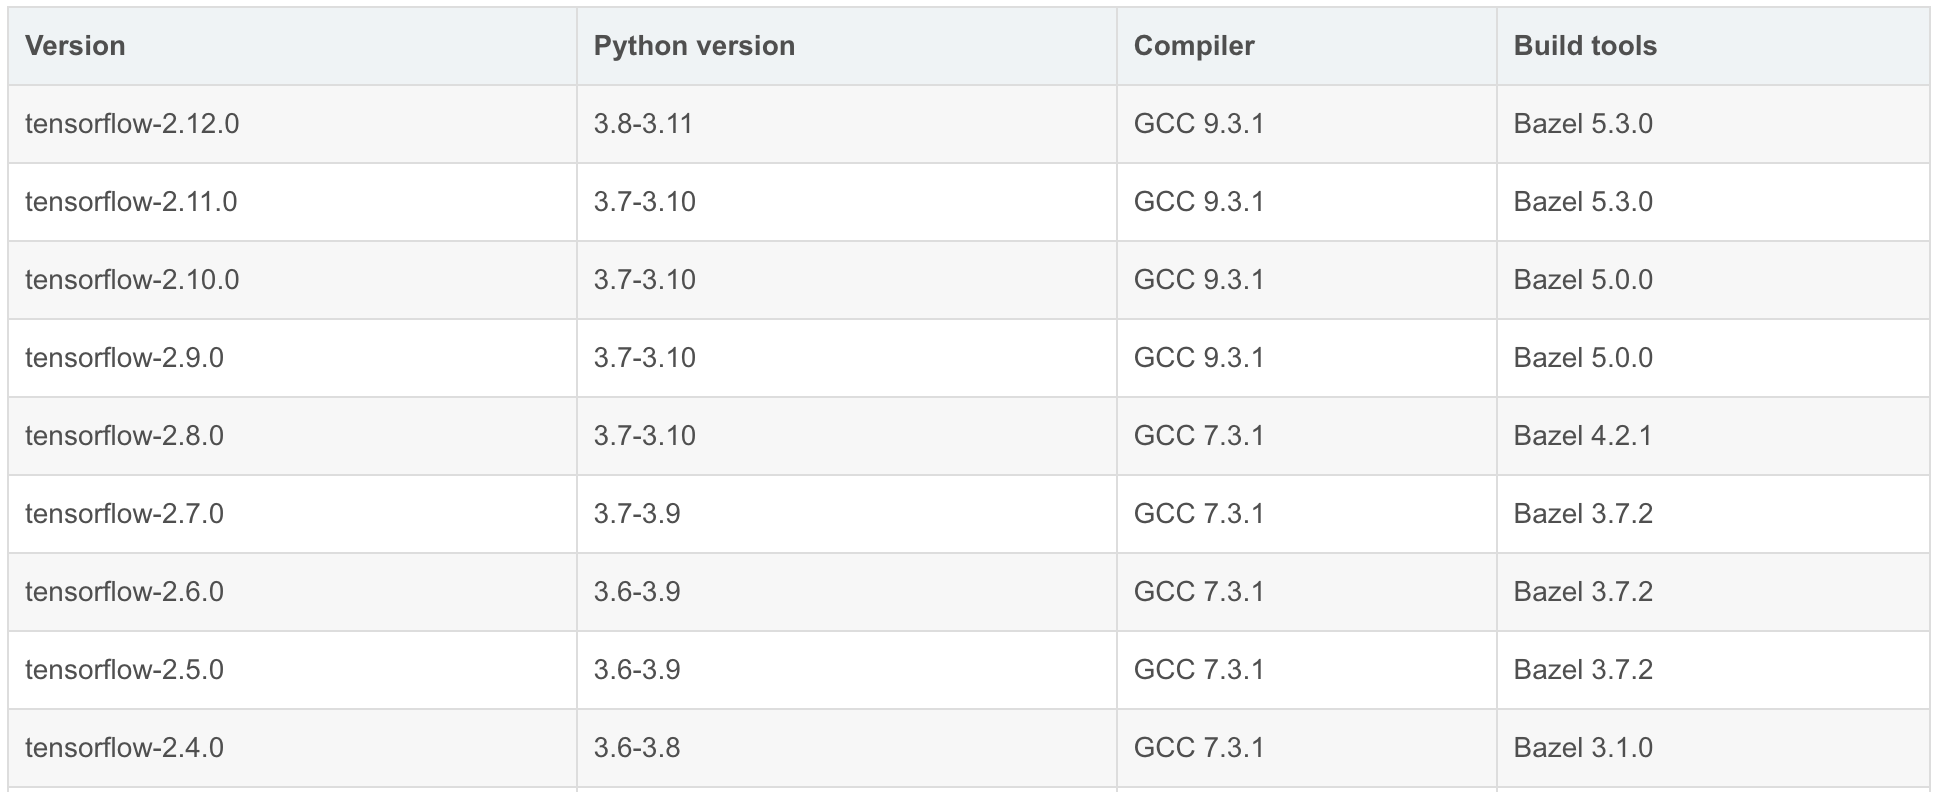 Version Python version Compiler Build tools
tensorflow-2.12.0 3.8-3.11 GCC 9.3.1 Bazel 5.3.0
tensorflow-2.11.0 3.7-3.10 GCC 9.3.1 Bazel 5.3.0
tensorflow-2.10.0 3.7-3.10 GCC 9.3.1 Bazel 5.0.0
tensorflow-2.9.0 3.7-3.10 GCC 9.3.1 Bazel 5.0.0
tensorflow-2.8.0 3.7-3.10 GCC 7.3.1 Bazel 4.2.1
tensorflow-2.7.0 3.7-3.9 GCC 7.3.1 Bazel 3.7.2
tensorflow-2.6.0 3.6-3.9 GCC 7.3.1 Bazel 3.7.2
tensorflow-2.5.0 3.6-3.9 GCC 7.3.1 Bazel 3.7.2
tensorflow-2.4.0 3.6-3.8 GCC 7.3.1 Bazel 3.1.0